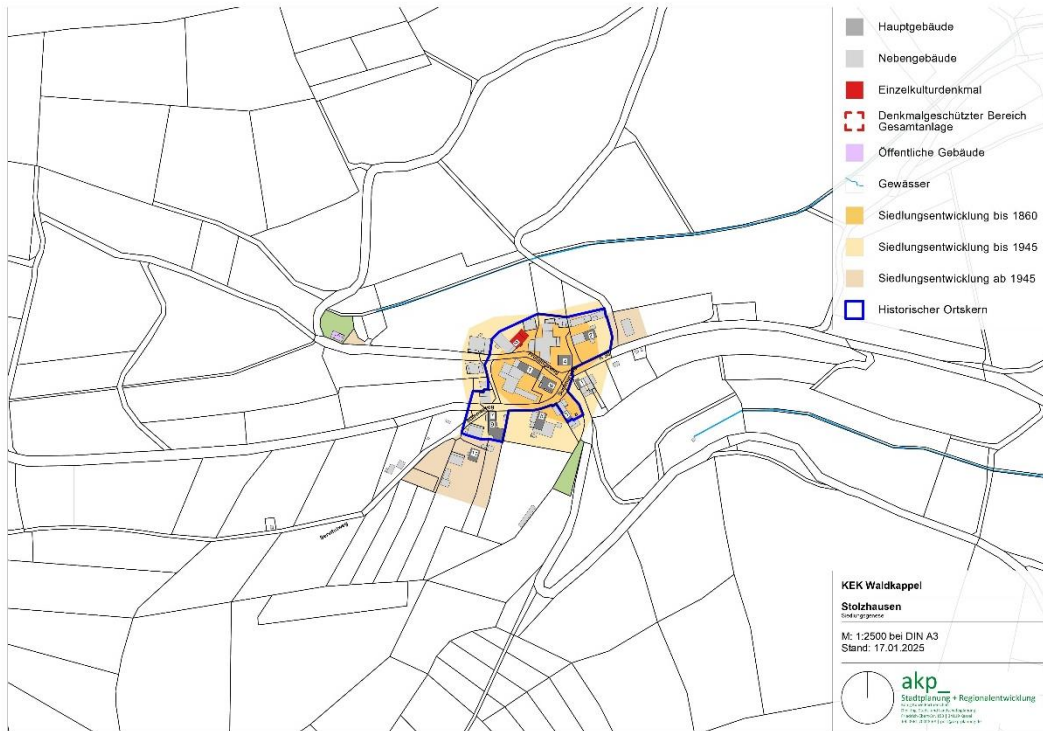 Hauptgebäude
Nebengebäude
Einzelkulturdenkmal
Denkmalgeschützter Bereich
Gesamtanlage
Öffentliche Gebäude
Gewässer
Siedlungsentwicklung bis 1860
Siedlungsentwicklung bis 1945
Siedlungsentwicklung ab 1945
Historischer Ortskern
KEK Waldkappel
Stolzhausen
Siedlungsgenese
M: 1:2500 bei DIN A3
Stand: 17.01.2025
akp_
Stadtplanung + Regionalentwicklung